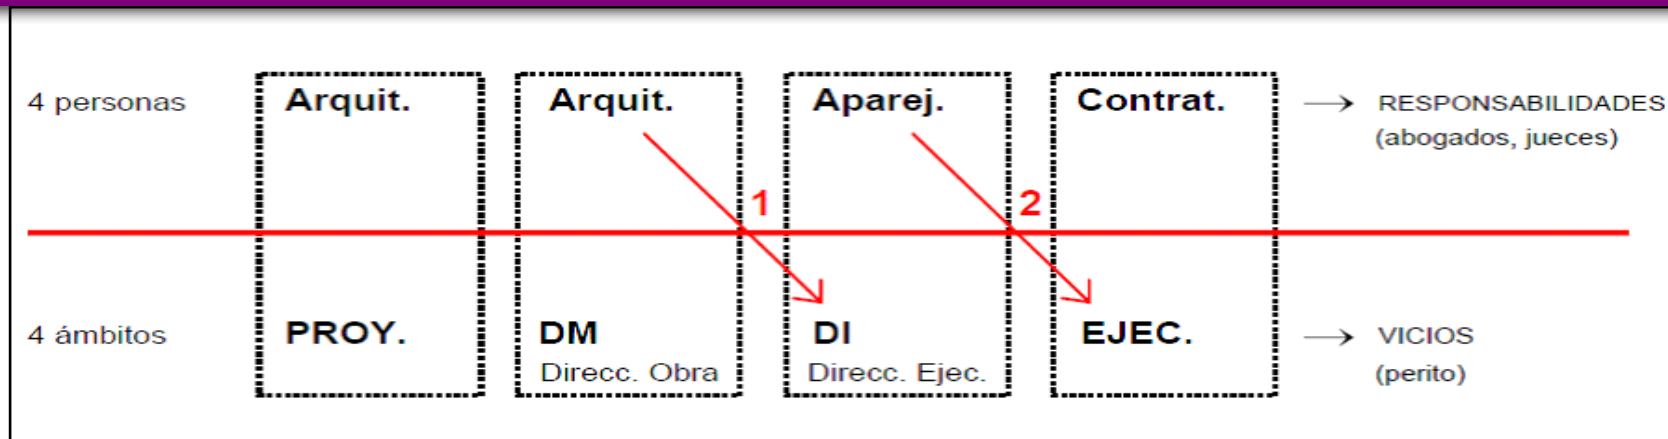 4 personas
Arquit.
Arquit.
Aparej.
Contrat.
RESPONSABILIDADES
(abogados, jueces)
1
2
4 ámbitos
PROY.
DM
Direcc. Obra
DI
Direcc. Ejec.
EJEC.
VICIOS
(perito)